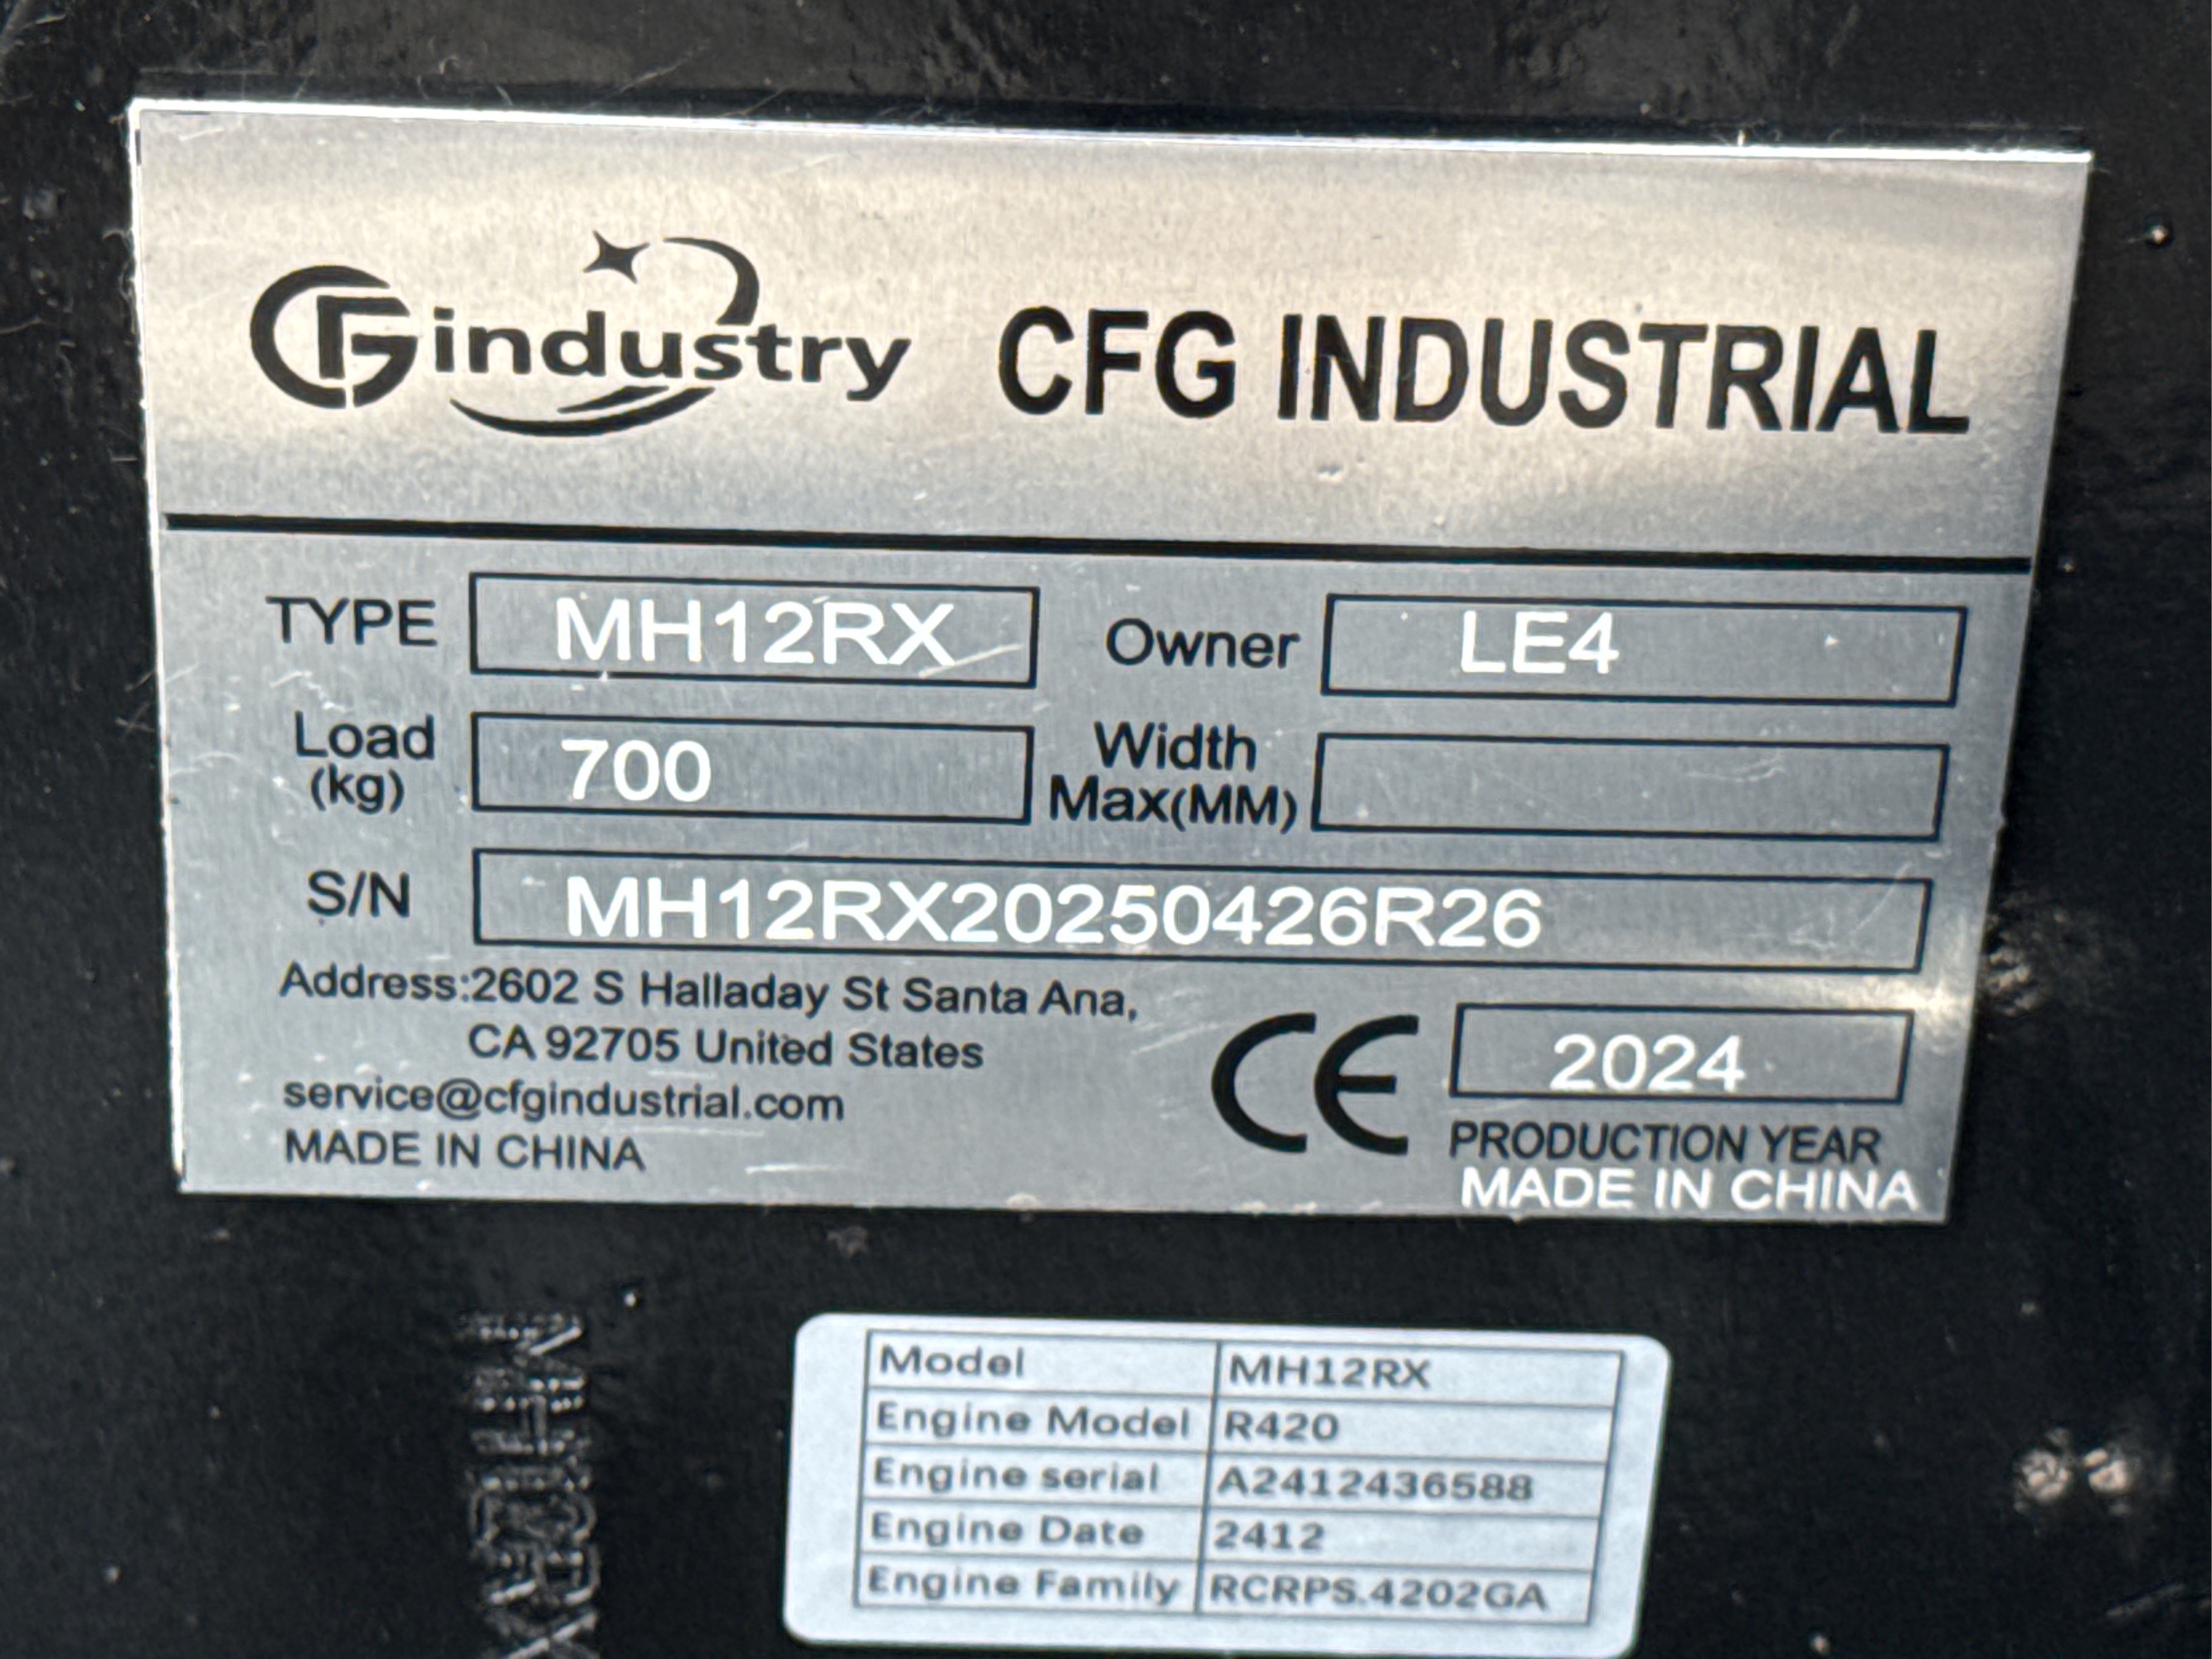 CFG industry CFG INDUSTRIAL
TYPE MH12RX Owner LE4
Load (kg) 700 Width Max(MM)
S/N MH12RX20250426R26
Address:2602 S Halladay St Santa Ana,
CA 92705 United States
service@cfgindustrial.com
MADE IN CHINA
CE 2024
PRODUCTION YEAR
MADE IN CHINA
Model MH12RX
Engine Model R420
Engine serial A2412436588
Engine Date 2412
Engine Family RCRPS.4202GA